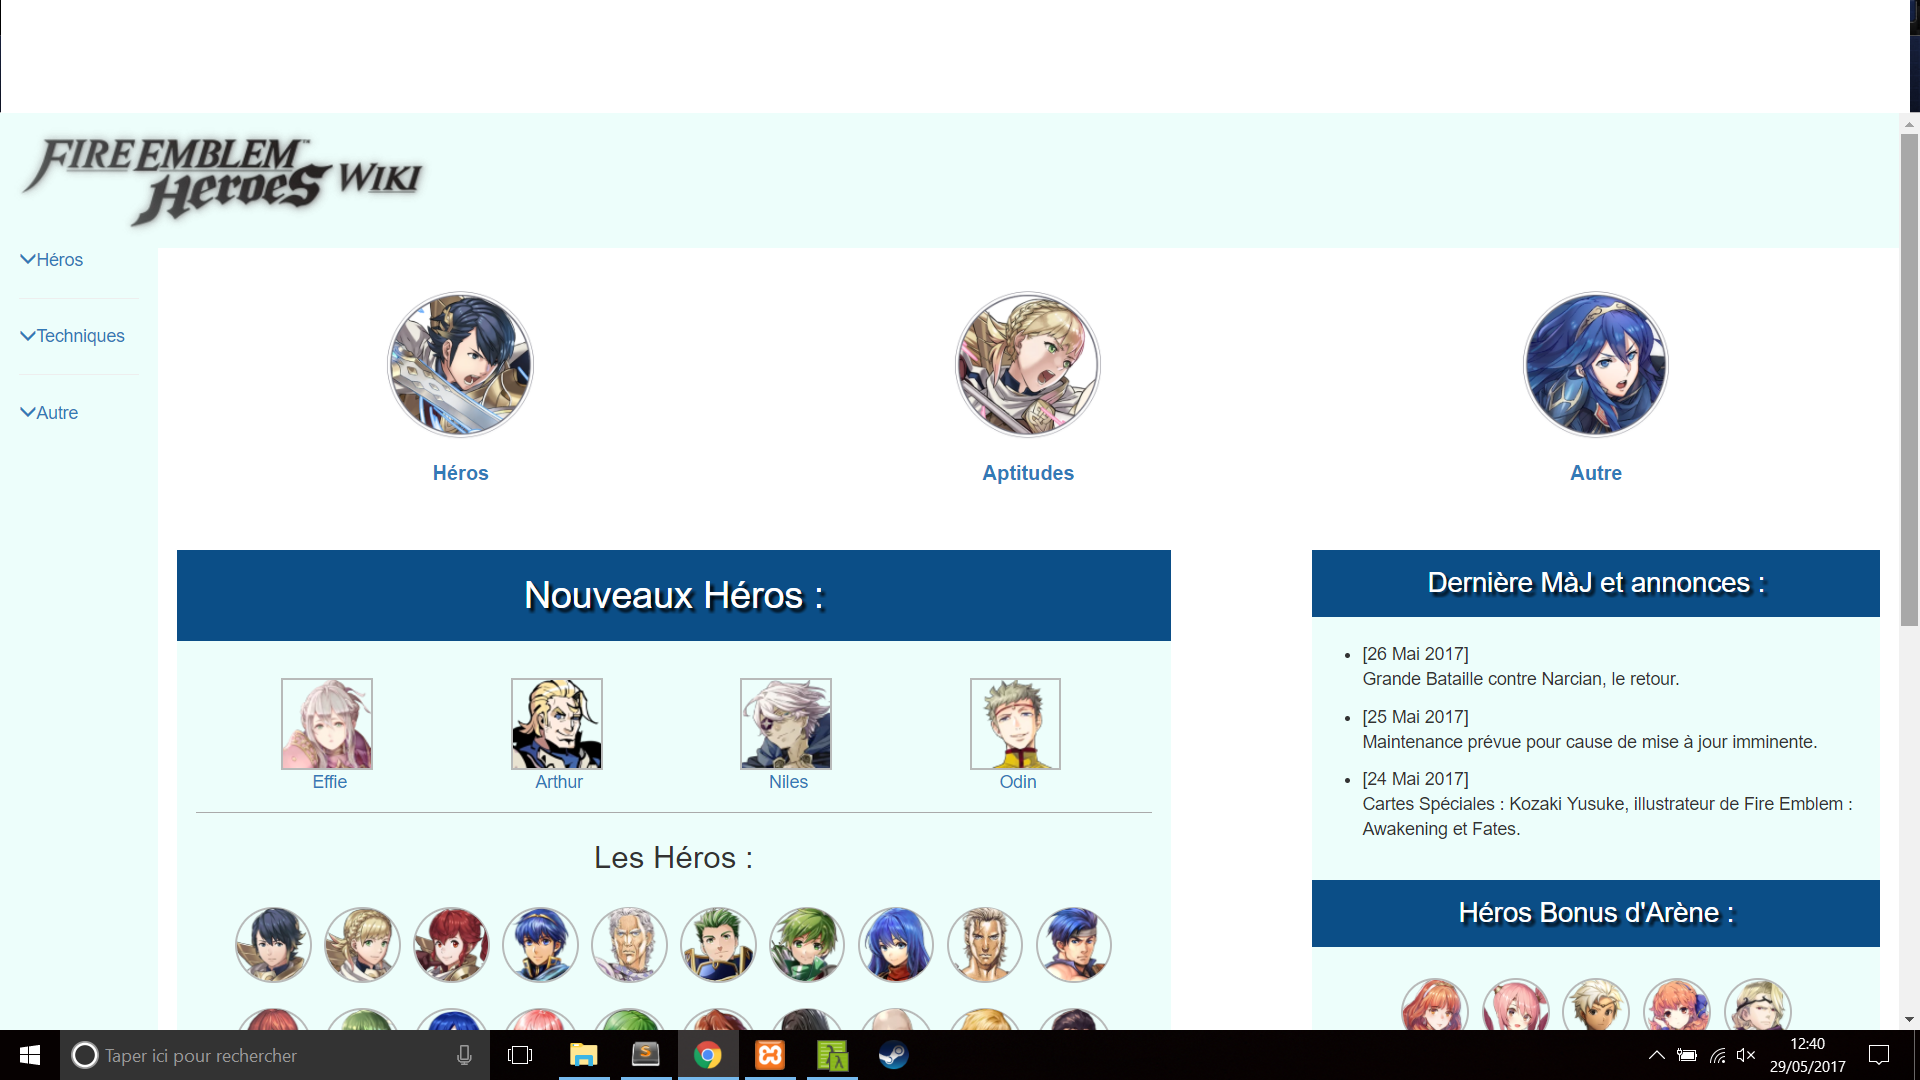 FIRE EMBLEM™
Heroes WIKI
Héros
Techniques
Autre
Héros
Aptitudes
Autre
Nouveaux Héros :
Effie
Arthur
Niles
Odin
Les Héros :
Dernière MàJ et annonces :
[26 Mai 2017]
Grande Bataille contre Narcian, le retour.
[25 Mai 2017]
Maintenance prévue pour cause de mise à jour imminente.
[24 Mai 2017]
Cartes Spéciales : Kozaki Yusuke, illustrateur de Fire Emblem :
Awakening et Fates.
Héros Bonus d'Arène :
Taper ici pour rechercher
12:40
29/05/2017